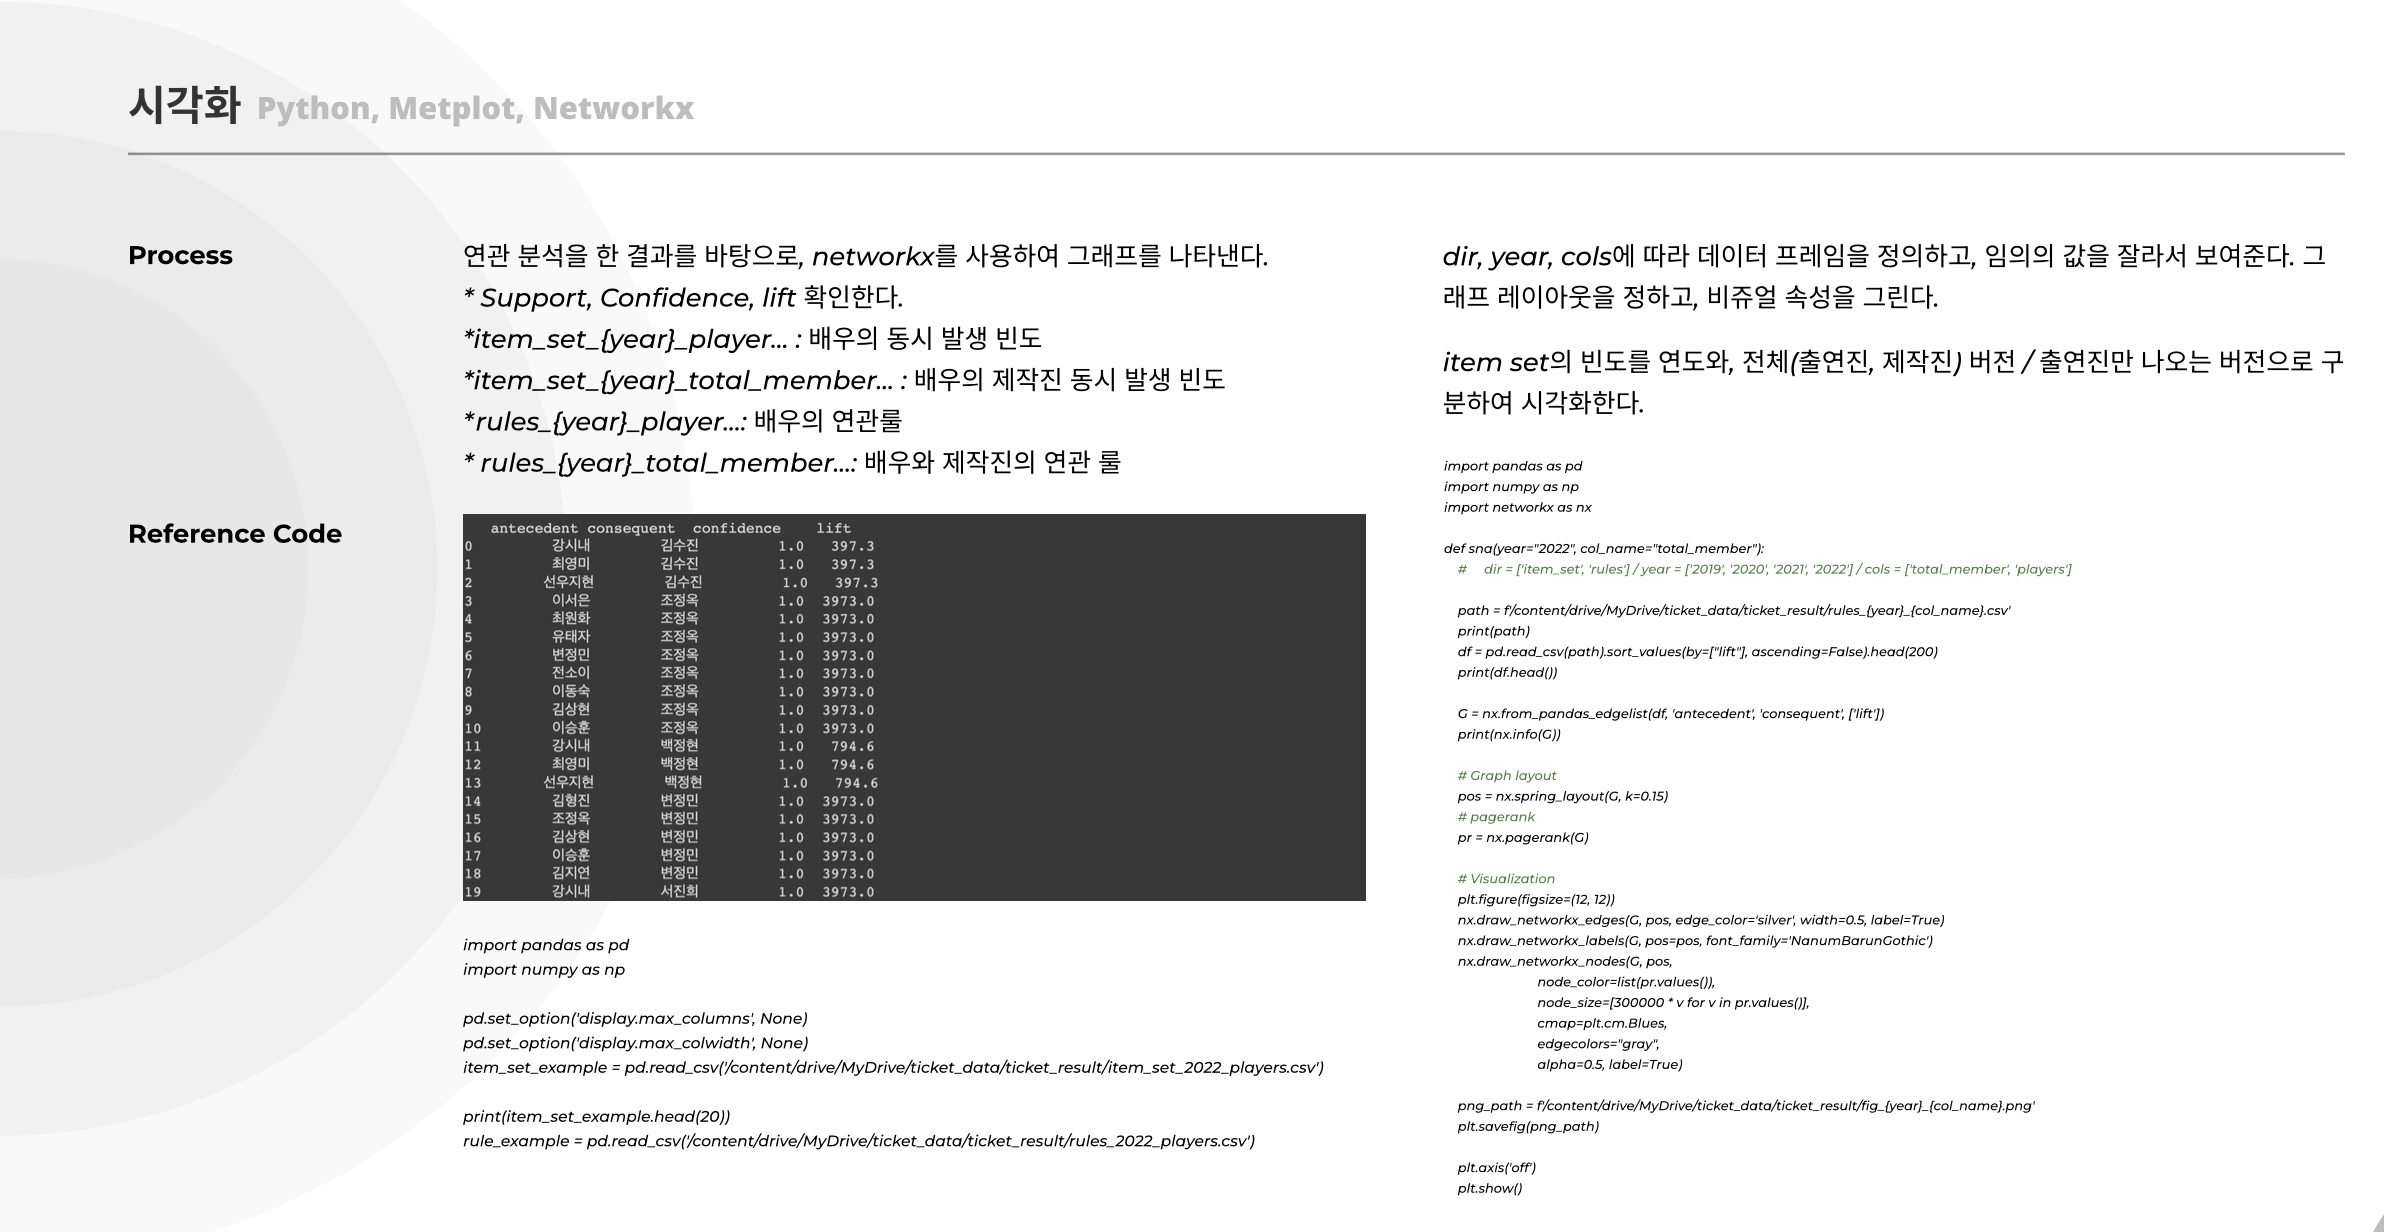 시각화 Python, Metplot, Networkx
Process
연관 분석을 한 결과를 바탕으로, networkx를 사용하여 그래프를 나타낸다.
* Support, Confidence, lift 확인한다.
*item_set_{year}_player... : 배우의 동시 발생 빈도
*item_set_{year}_total_member... : 배우의 제작진 동시 발생 빈도
*rules_{year}_player...: 배우의 연관룰
* rules_{year}_total_member...: 배우와 제작진의 연관 룰
Reference Code
antecedent consequent confidence lift
0 강시내 김수진 1.0 397.3
1 최영미 김수진 1.0 397.3
2 선우지현 김수진 1.0 397.3
3 이서은 조정옥 1.0 3973.0
4 최원화 조정옥 1.0 3973.0
5 유태자 조정옥 1.0 3973.0
6 변정민 조정옥 1.0 3973.0
7 전소이 조정옥 1.0 3973.0
8 이동숙 조정옥 1.0 3973.0
9 김상현 조정옥 1.0 3973.0
10 이승훈 조정옥 1.0 3973.0
11 강시내 백정현 1.0 794.6
12 최영미 백정현 1.0 794.6
13 선우지현 백정현 1.0 794.6
14 김형진 변정민 1.0 3973.0
15 조정옥 변정민 1.0 3973.0
16 김상현 변정민 1.0 3973.0
17 이승훈 변정민 1.0 3973.0
18 김지연 변정민 1.0 3973.0
19 강시내 서진희 1.0 3973.0
import pandas as pd
import numpy as np
pd.set_option('display.max_columns', None)
pd.set_option('display.max_colwidth', None)
item_set_example = pd.read_csv('/content/drive/MyDrive/ticket_data/ticket_result/item_set_2022_players.csv')
print(item_set_example.head(20))
rule_example = pd.read_csv('/content/drive/MyDrive/ticket_data/ticket_result/rules_2022_players.csv')
dir, year, cols에 따라 데이터 프레임을 정의하고, 임의의 값을 잘라서 보여준다. 그
래프 레이아웃을 정하고, 비쥬얼 속성을 그린다.
item set의 빈도를 연도와, 전체(출연진, 제작진) 버전 / 출연진만 나오는 버전으로 구
분하여 시각화한다.
import pandas as pd
import numpy as np
import networkx as nx
def sna(year="2022", col_name="total_member"):
# dir = ['item_set', 'rules'] / year = ['2019', '2020', '2021', '2022'] / cols = ['total_member', 'players']
path = f'/content/drive/MyDrive/ticket_data/ticket_result/rules_{year}_{col_name}.csv'
print(path)
df = pd.read_csv(path).sort_values(by=["lift"], ascending=False).head(200)
print(df.head())
G = nx.from_pandas_edgelist(df, 'antecedent', 'consequent', ['lift'])
print(nx.info(G))
# Graph layout
pos = nx.spring_layout(G, k=0.15)
# pagerank
pr = nx.pagerank(G)
# Visualization
plt.figure(figsize=(12, 12))
nx.draw_networkx_edges(G, pos, edge_color='silver', width=0.5, label=True)
nx.draw_networkx_labels(G, pos=pos, font_family='NanumBarunGothic')
nx.draw_networkx_nodes(G, pos,
node_color=list(pr.values()),
node_size=[300000 * v for v in pr.values()],
cmap=plt.cm.Blues,
edgecolors="gray",
alpha=0.5, label=True)
png_path = f'/content/drive/MyDrive/ticket_data/ticket_result/fig_{year}_{col_name}.png'
plt.savefig(png_path)
plt.axis('off')
plt.show()